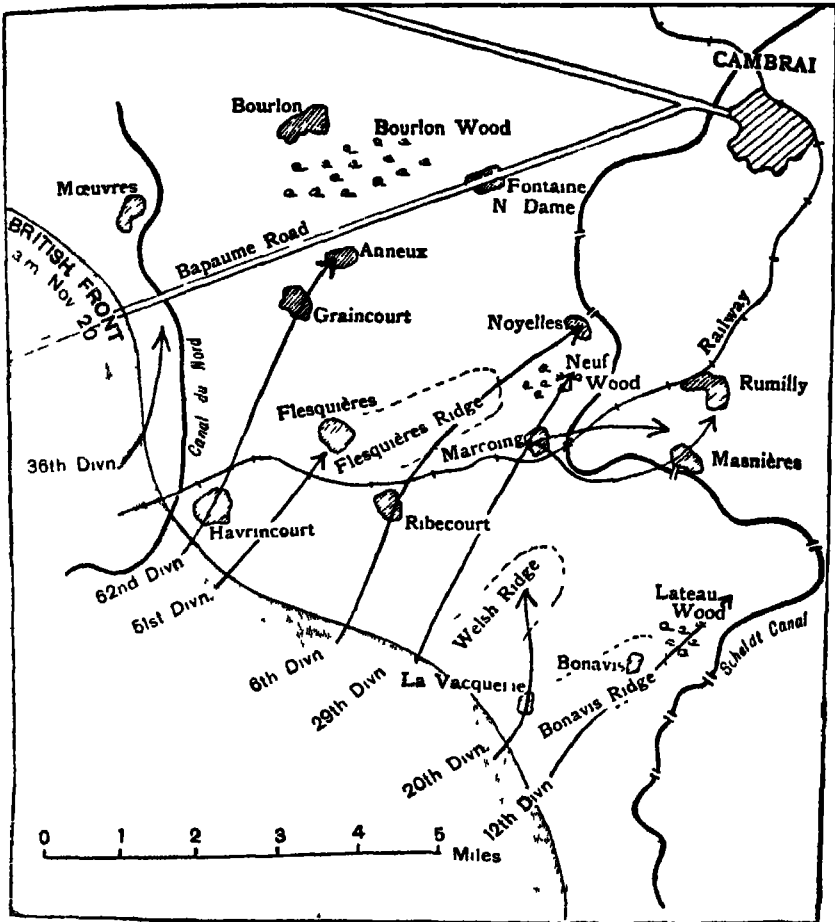 CAMBRAI
Bourlon
Bourlon Wood
Mœuvres
Fontaine
N Dame
BRITISH FRONT
am Nov 20
Bapaume Road
Anneux
Graincourt
Noyelles
Railway
Neuf
Wood
Rumilly
Canal du Nord
Flesquières
Flesquières Ridge
Marcoing
Masnières
36th Divn.
Havrincourt
Ribecourt
62nd Divn
51st Divn.
6th Divn
29th Divn
Welsh Ridge
Lateau
Wood
Scheldt Canal
Bonavis
La Vacquerie
Bonavis Ridge
20th Divn.
12th Divn
0 1 2 3 4 5
Miles